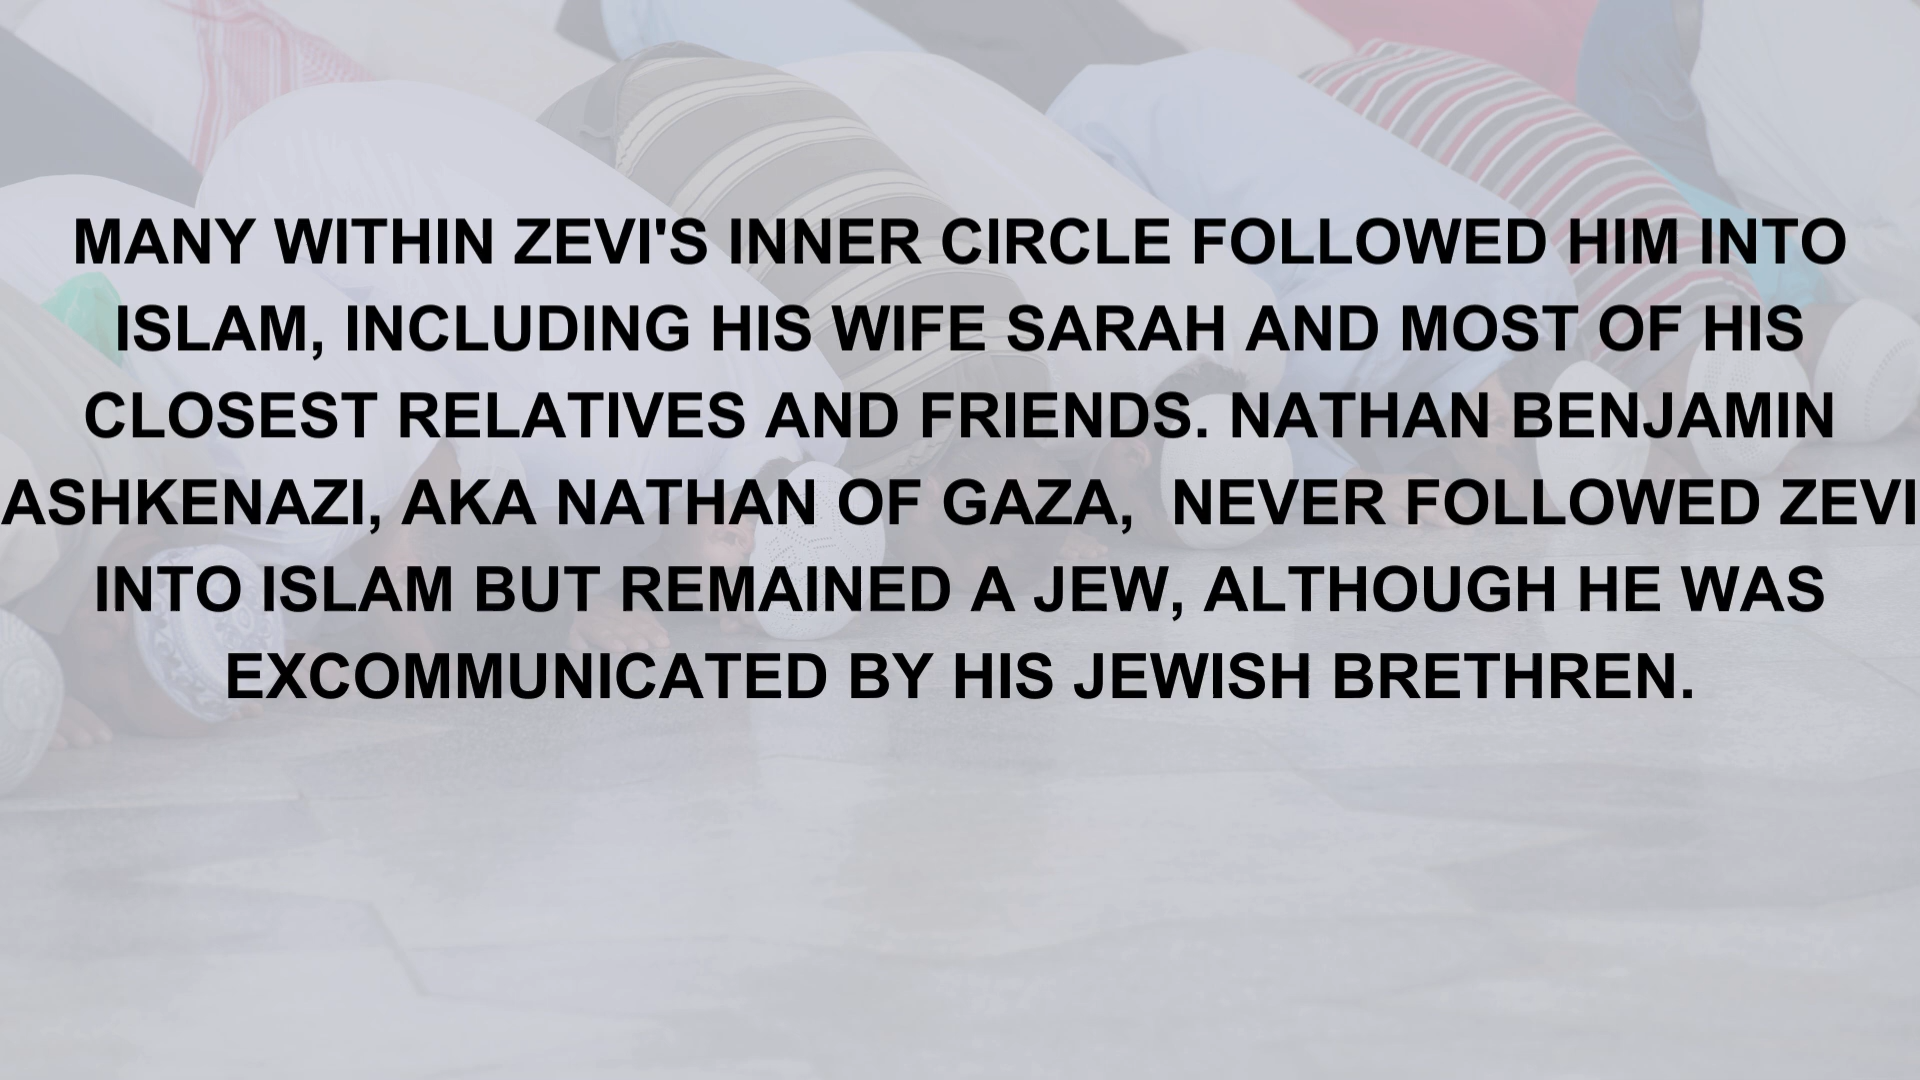 MANY WITHIN ZEVI'S INNER CIRCLE FOLLOWED HIM INTO
ISLAM, INCLUDING HIS WIFE SARAH AND MOST OF HIS
CLOSEST RELATIVES AND FRIENDS. NATHAN BENJAMIN
ASHKENAZI, AKA NATHAN OF GAZA,  NEVER FOLLOWED ZEVI
INTO ISLAM BUT REMAINED A JEW, ALTHOUGH HE WAS
EXCOMMUNICATED BY HIS JEWISH BRETHREN.